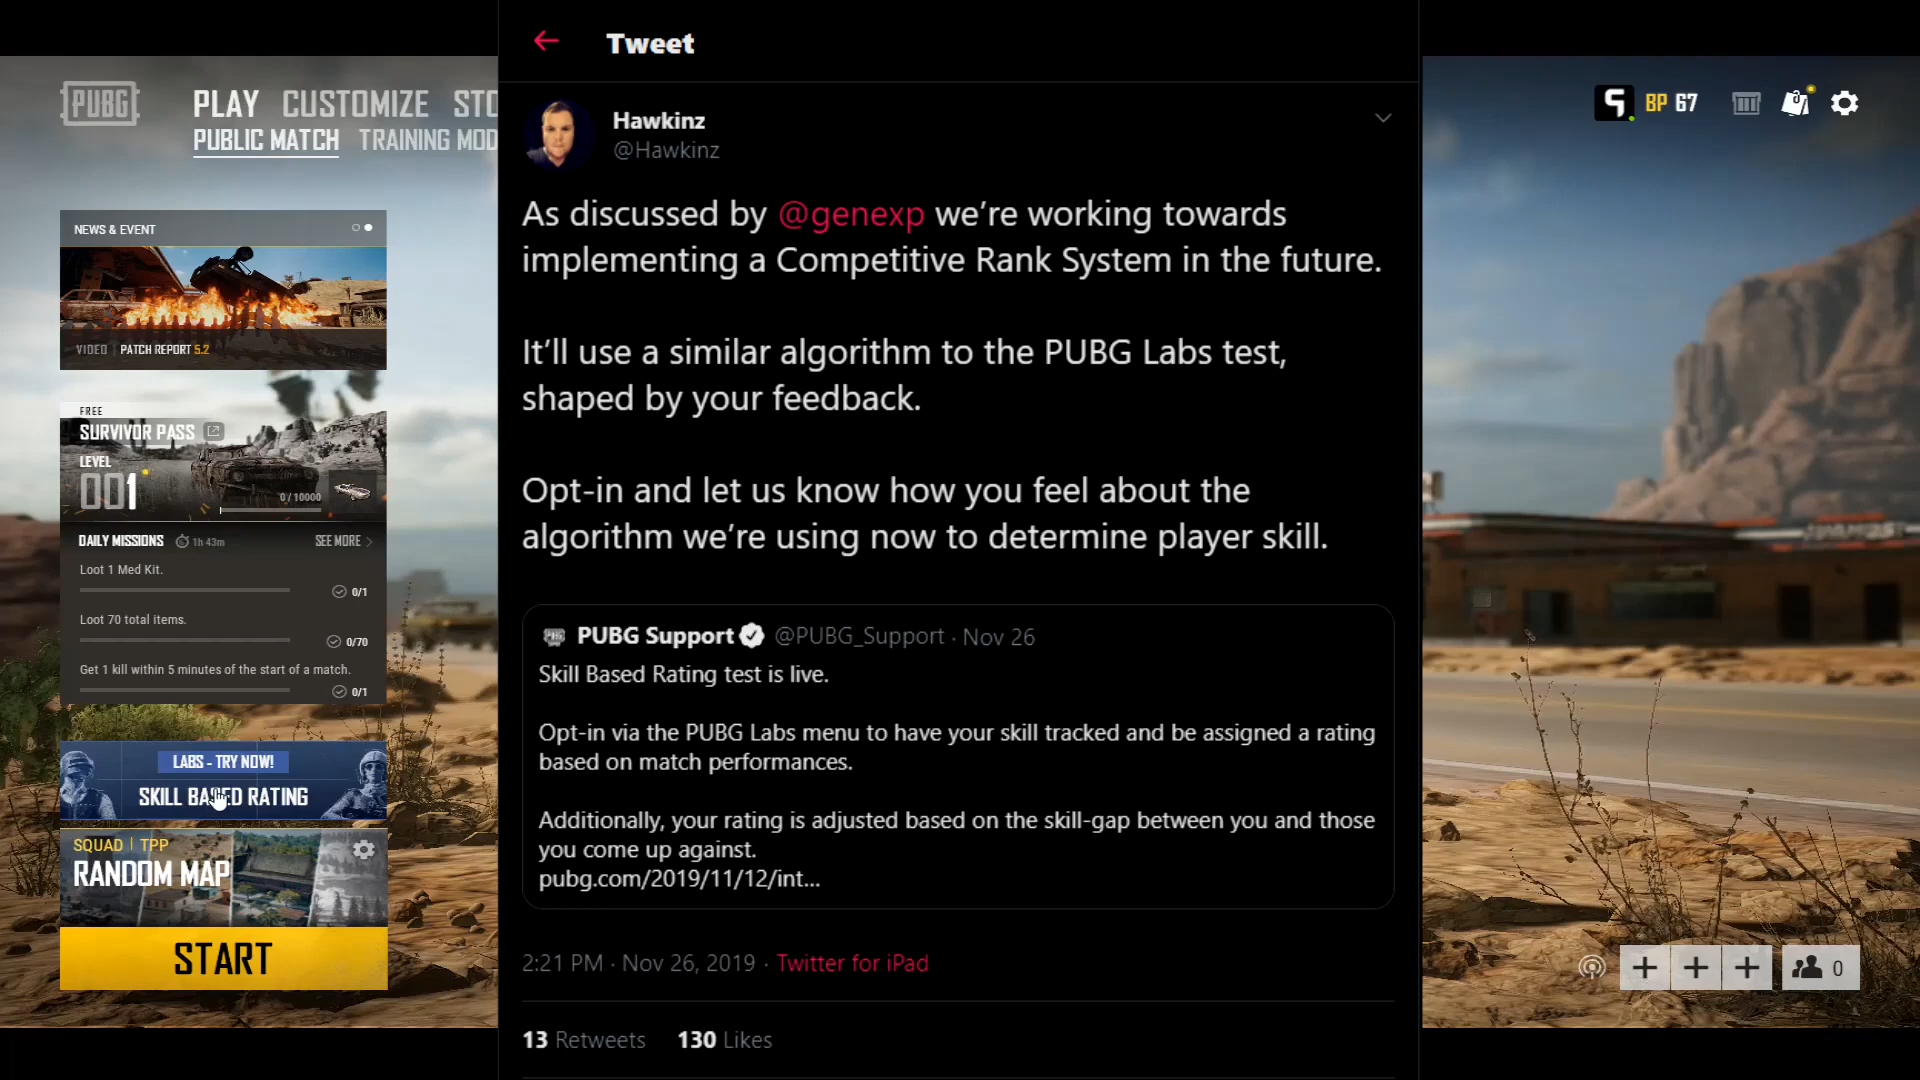 PUBG
PLAY CUSTOMIZE STO
PUBLIC MATCH TRAINING MOD
NEWS & EVENT
VIDEO | PATCH REPORT 5.2
FREE
SURVIVOR PASS
LEVEL
001
0 / 10000
DAILY MISSIONS 1h 43m SEE MORE >
Loot 1 Med Kit.
0/1
Loot 70 total items.
0/70
Get 1 kill within 5 minutes of the start of a match.
0/1
LABS - TRY NOW!
SKILL BASED RATING
SQUAD | TPP
RANDOM MAP
START
Tweet
Hawkinz
@Hawkinz
As discussed by @genexp we’re working towards
implementing a Competitive Rank System in the future.
It’ll use a similar algorithm to the PUBG Labs test,
shaped by your feedback.
Opt-in and let us know how you feel about the
algorithm we’re using now to determine player skill.
PUBG Support @PUBG_Support · Nov 26
Skill Based Rating test is live.
Opt-in via the PUBG Labs menu to have your skill tracked and be assigned a rating
based on match performances.
Additionally, your rating is adjusted based on the skill-gap between you and those
you come up against.
pubg.com/2019/11/12/int...
2:21 PM · Nov 26, 2019 · Twitter for iPad
13 Retweets 130 Likes
BP 67
0